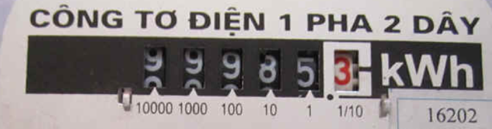 CÔNG TƠ ĐIỆN 1 PHA 2 DÂY
9 9 9 8 5 3 kWh
10000 1000 100 10 1 1/10
16202